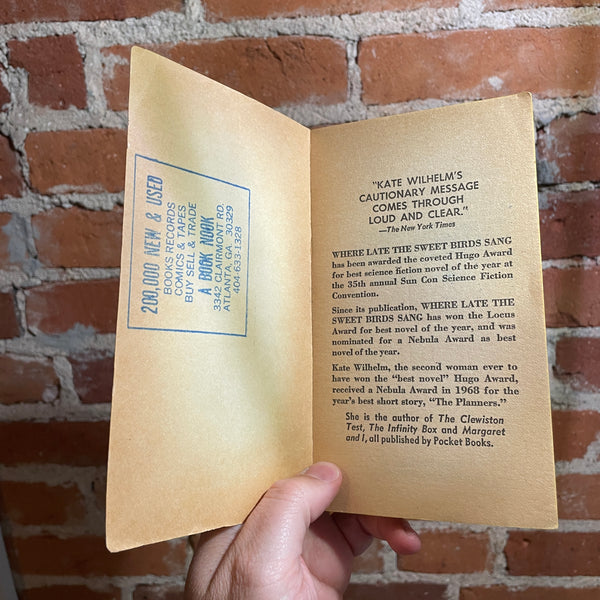 200,000 NEW & USED
BOOKS RECORDS
COMICS & TAPES
BUY SELL & TRADE
A BOOK NOOK
3342 CLAIRMONT RD.
ATLANTA, GA 30329
404-633-1328
"KATE WILHELM'S
CAUTIONARY MESSAGE
COMES THROUGH
LOUD AND CLEAR."
—The New York Times
WHERE LATE THE SWEET BIRDS SANG
has been awarded the coveted Hugo Award
for best science fiction novel of the year at
the 35th annual Sun Con Science Fiction
Convention.
Since its publication, WHERE LATE THE
SWEET BIRDS SANG has won the Locus
Award for best novel of the year, and was
nominated for a Nebula Award as best
novel of the year.
Kate Wilhelm, the second woman ever to
have won the "best novel" Hugo Award,
received a Nebula Award in 1968 for the
year's best short story, "The Planners."
She is the author of The Clewiston
Test, The Infinity Box and Margaret
and I, all published by Pocket Books.